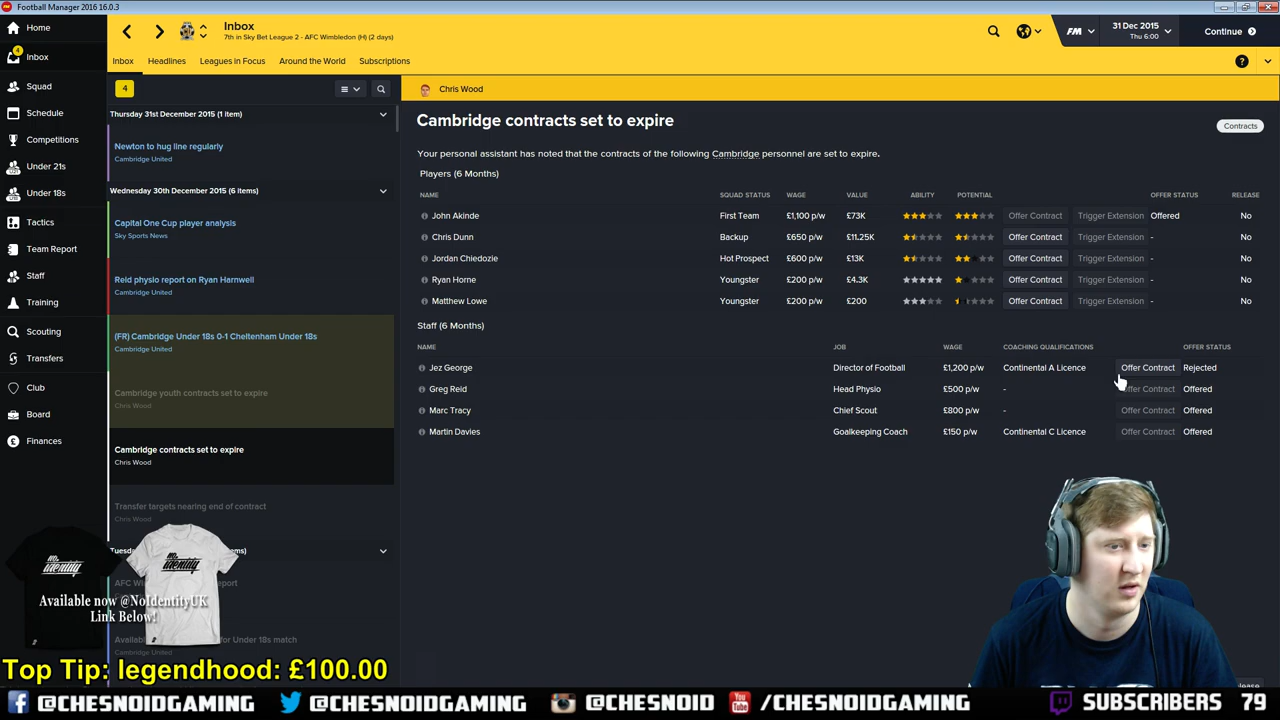 Football Manager 2016 16.0.3
Home
Inbox
4
Squad
Schedule
Competitions
Under 21s
Under 18s
Tactics
Team Report
Staff
Training
Scouting
Transfers
Club
Board
Finances
Inbox
7th in Sky Bet League 2 - AFC Wimbledon (H) (2 days)
FM
31 Dec 2015
Thu 6:00
Continue
Inbox Headlines Leagues in Focus Around the World Subscriptions
?
4
Thursday 31st December 2015 (1 item)
Newton to hug line regularly
Cambridge United
Wednesday 30th December 2015 (6 items)
Capital One Cup player analysis
Sky Sports News
Reid physio report on Ryan Harnwell
Cambridge United
(FR) Cambridge Under 18s 0-1 Cheltenham Under 18s
Cambridge United
Cambridge youth contracts set to expire
Chris Wood
Cambridge contracts set to expire
Chris Wood
Transfer targets nearing end of contract
Chris Wood
Chris Wood
Cambridge contracts set to expire
Contracts
Your personal assistant has noted that the contracts of the following Cambridge personnel are set to expire.
Players (6 Months)
NAME SQUAD STATUS WAGE VALUE ABILITY POTENTIAL OFFER STATUS RELEASE
John Akinde First Team £1,100 p/w £73K Offer Contract Trigger Extension Offered No
Chris Dunn Backup £650 p/w £11.25K Offer Contract Trigger Extension - No
Jordan Chiedozie Hot Prospect £600 p/w £13K Offer Contract Trigger Extension - No
Ryan Horne Youngster £200 p/w £4.3K Offer Contract Trigger Extension - No
Matthew Lowe Youngster £200 p/w £200 Offer Contract Trigger Extension - No
Staff (6 Months)
NAME JOB WAGE COACHING QUALIFICATIONS OFFER STATUS
Jez George Director of Football £1,200 p/w Continental A Licence Offer Contract Rejected
Greg Reid Head Physio £500 p/w - Offer Contract Offered
Marc Tracy Chief Scout £800 p/w - Offer Contract Offered
Martin Davies Goalkeeping Coach £150 p/w Continental C Licence Offer Contract Offered
No. identity
No. identity
Available now @NoIdentityUK
Link Below!
Top Tip: legendhood: £100.00
@CHESNOIDGAMING @CHESNOIDGAMING @CHESNOIDGAMING You Tube /CHESNOIDGAMING SUBSCRIBERS 79